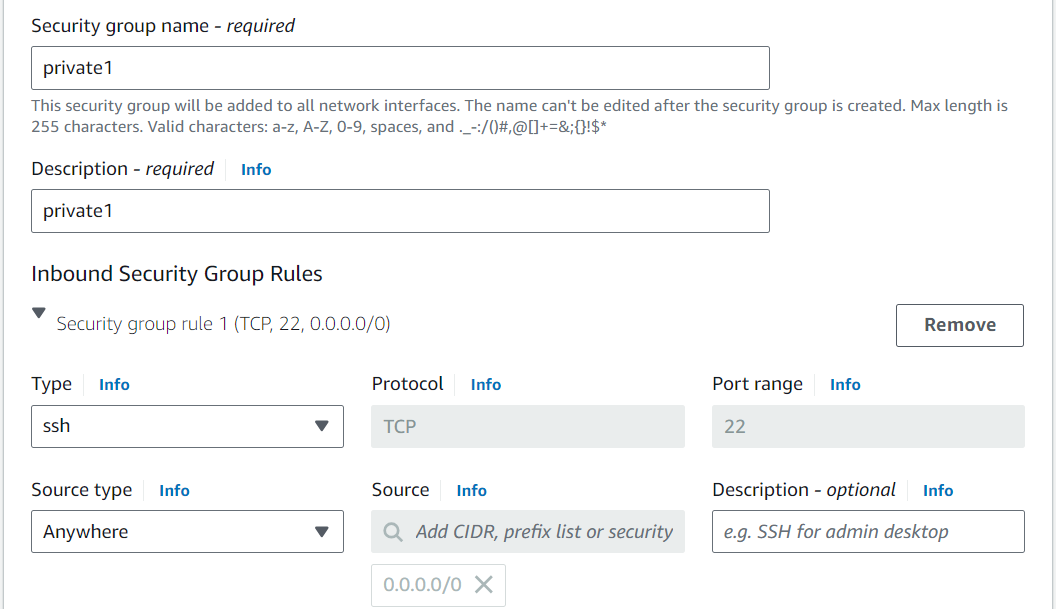 Security group name - required
private1
This security group will be added to all network interfaces. The name can't be edited after the security group is created. Max length is
255 characters. Valid characters: a-z, A-Z, 0-9, spaces, and ._-:/()#,@[]+=&;{}!$*
Description - required Info
private1
Inbound Security Group Rules
Security group rule 1 (TCP, 22, 0.0.0.0/0)
Remove
Type Info Protocol Info Port range Info
ssh TCP 22
Source type Info Source Info Description - optional Info
Anywhere Add CIDR, prefix list or security e.g. SSH for admin desktop
0.0.0.0/0